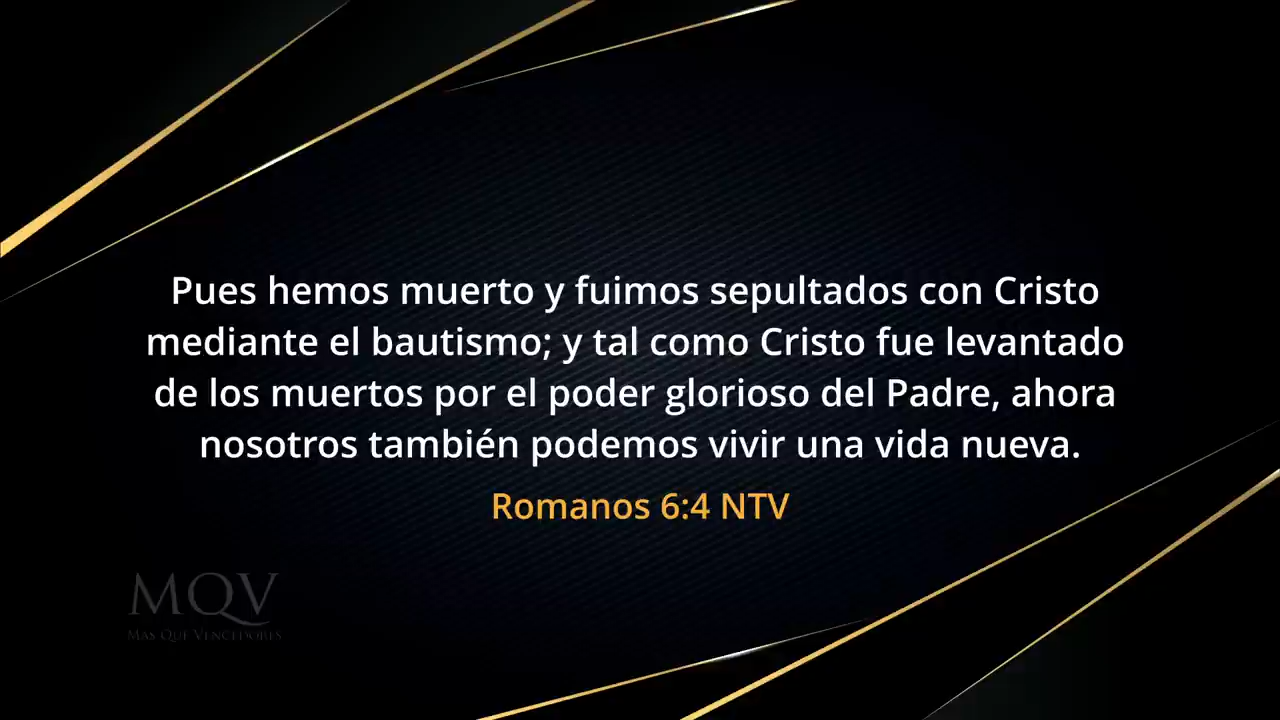 Pues hemos muerto y fuimos sepultados con Cristo
mediante el bautismo; y tal como Cristo fue levantado
de los muertos por el poder glorioso del Padre, ahora
nosotros también podemos vivir una vida nueva.
Romanos 6:4 NTV
MQV
MAS QUE VENCEDORES